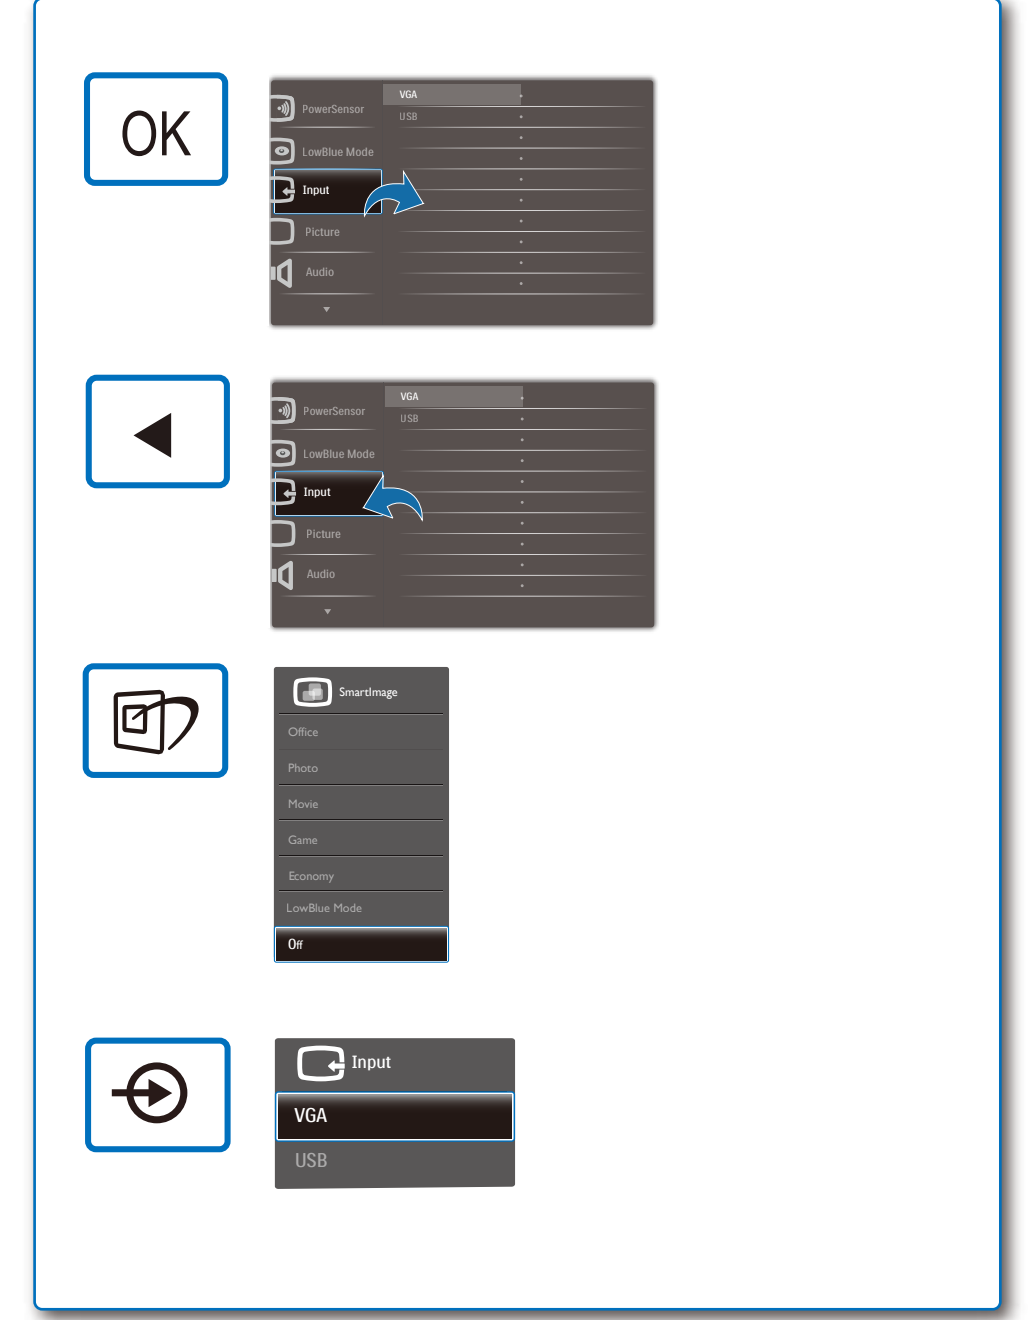 OK
VGA
PowerSensor
USB
LowBlue Mode
Input
Picture
Audio
VGA
PowerSensor
USB
LowBlue Mode
Input
Picture
Audio
SmartImage
Office
Photo
Movie
Game
Economy
LowBlue Mode
Off
Input
VGA
USB